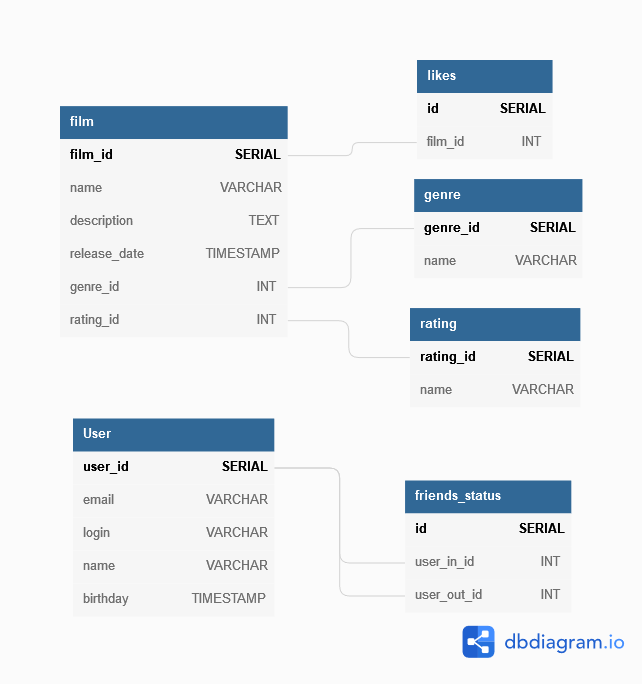 film
film_id SERIAL
name VARCHAR
description TEXT
release_date TIMESTAMP
genre_id INT
rating_id INT
likes
id SERIAL
film_id INT
genre
genre_id SERIAL
name VARCHAR
rating
rating_id SERIAL
name VARCHAR
User
user_id SERIAL
email VARCHAR
login VARCHAR
name VARCHAR
birthday TIMESTAMP
friends_status
id SERIAL
user_in_id INT
user_out_id INT
dbdiagram.io